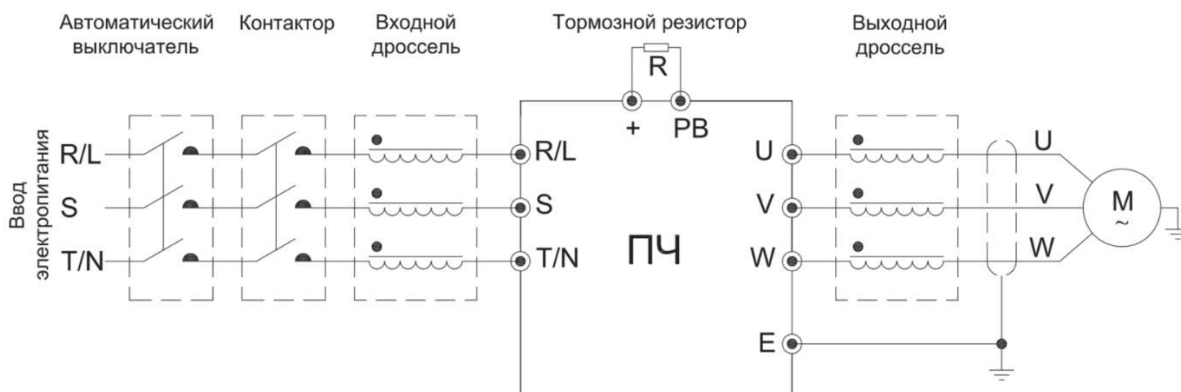 Автоматический
выключатель
Контактор
Входной
дроссель
Тормозной резистор
Выходной
дроссель
R
+
PB
Ввод
электропитания
R/L
S
T/N
R/L
S
T/N
ПЧ
U
V
W
E
U
V
W
M
~